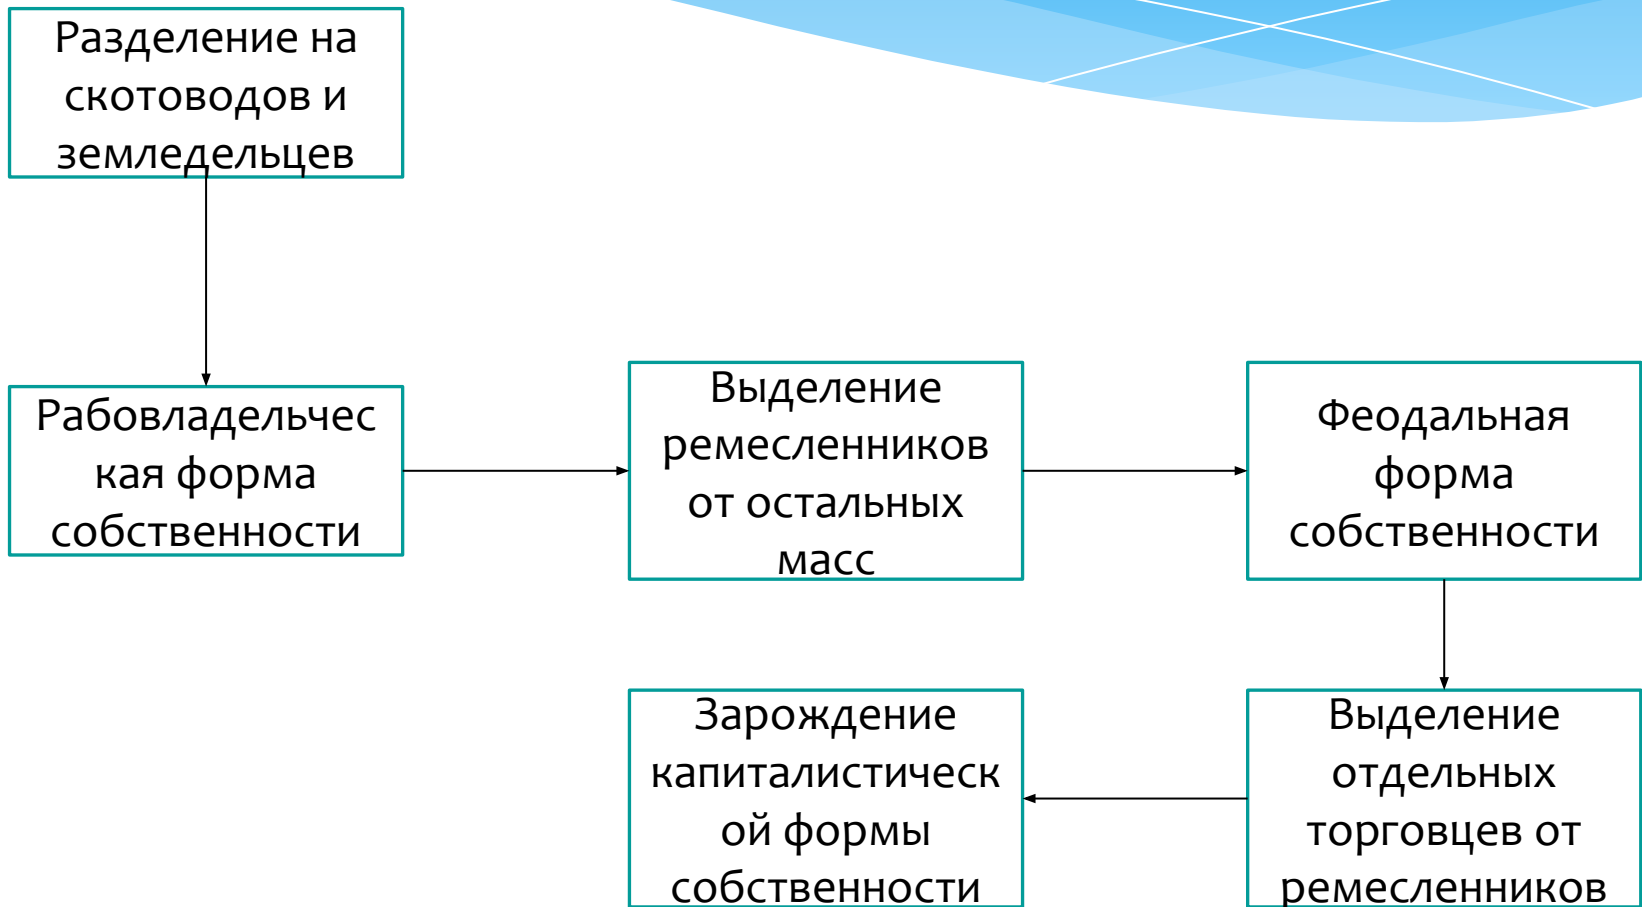 Разделение на
скотоводов и
земледельцев
Рабовладельчес
кая форма
собственности
Выделение
ремесленников
от остальных
масс
Феодальная
форма
собственности
Зарождение
капиталистическ
ой формы
собственности
Выделение
отдельных
торговцев от
ремесленников